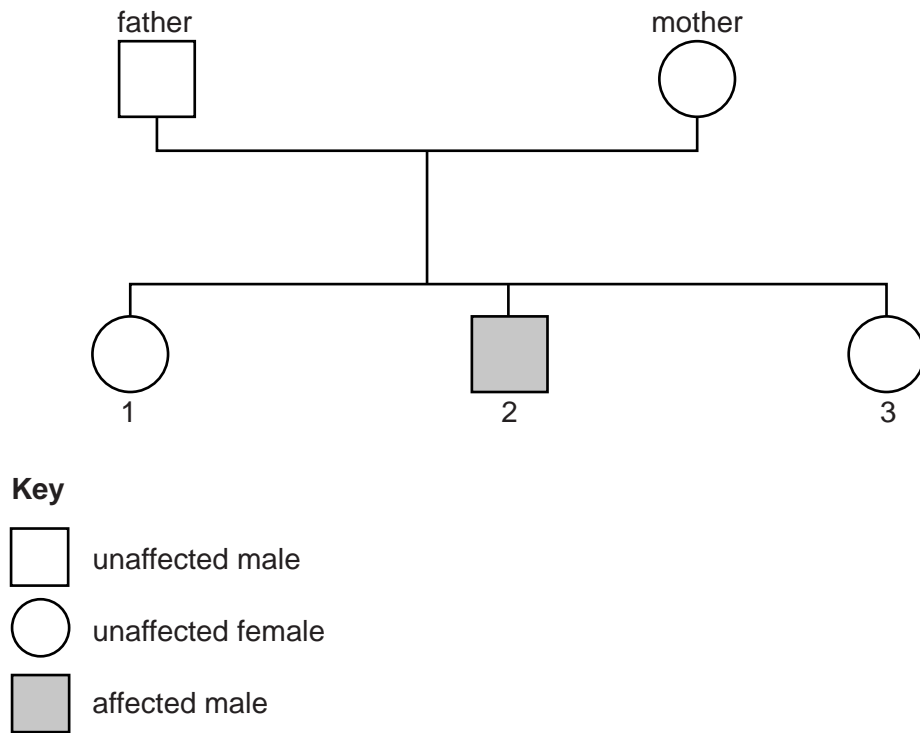 father mother
1 2 3
Key
unaffected male
unaffected female
affected male